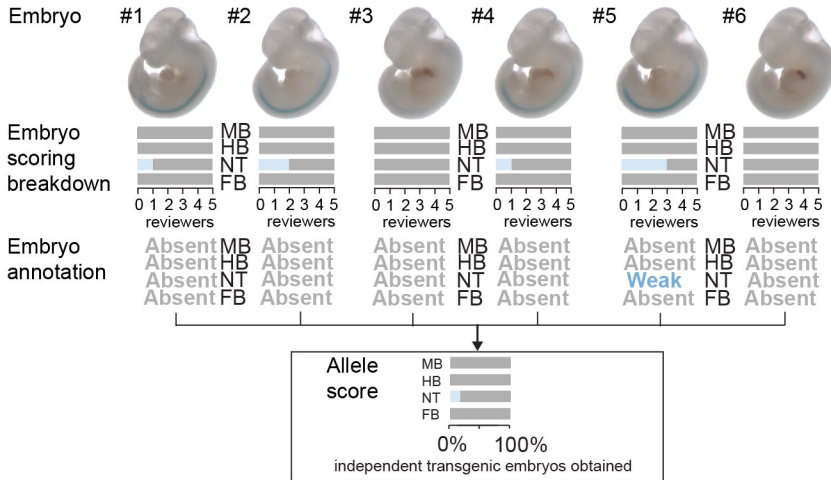 Embryo #1 #2 #3 #4 #5 #6
Embryo scoring breakdown
MB MB MB
HB HB HB
NT NT NT
FB FB FB
0 1 2 3 4 5 0 1 2 3 4 5 0 1 2 3 4 5 0 1 2 3 4 5 0 1 2 3 4 5 0 1 2 3 4 5
reviewers reviewers reviewers reviewers reviewers reviewers
Embryo annotation
Absent MB Absent Absent MB Absent Absent MB Absent
Absent HB Absent Absent HB Absent Absent HB Absent
Absent NT Absent Absent NT Absent Weak NT Absent
Absent FB Absent Absent FB Absent Absent FB Absent
Allele score
MB
HB
NT
FB
0% 100%
independent transgenic embryos obtained